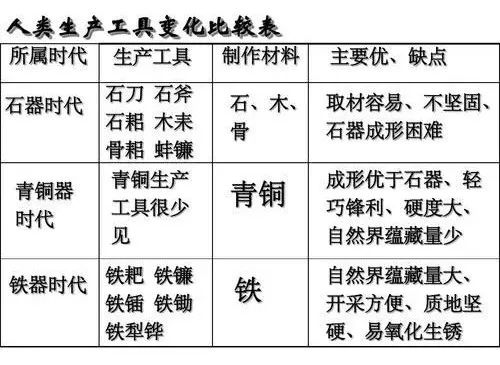 人类生产工具变化比较表
所属时代 生产工具 制作材料 主要优、缺点
石器时代
石刀 石斧
石耜 木耒
骨耜 蚌镰
石、木、
骨
取材容易、不坚固、
石器成形困难
青铜器
时代
青铜生产
工具很少
见
青铜
成形优于石器、轻
巧锋利、硬度大、
自然界蕴藏量少
铁器时代
铁耙 铁镰
铁锸 铁锄
铁犁铧
铁
自然界蕴藏量大、
开采方便、质地坚
硬、易氧化生锈